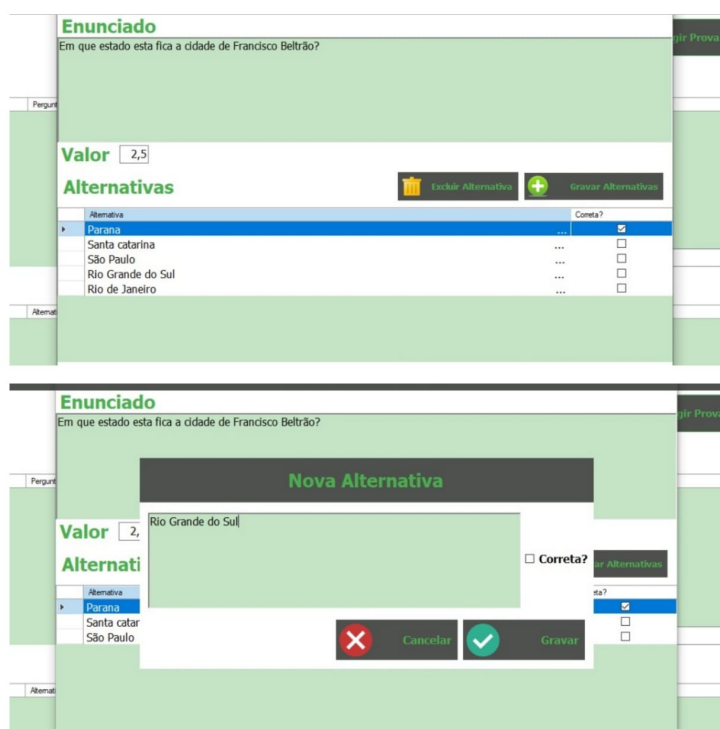 Enunciado
Em que estado esta fica a cidade de Francisco Beltrão?
gir Prova
Pergunt
Valor 2,5
Alternativas
Excluir Alternativa
Gravar Alternativas
Alternativa Correta?
Parana ...
Santa catarina ...
São Paulo ...
Rio Grande do Sul ...
Rio de Janeiro ...
Alternat
Enunciado
Em que estado esta fica a cidade de Francisco Beltrão?
gir Prova
Nova Alternativa
Pergunt
Rio Grande do Sul
Valor 2,
Correta?
Alternati
ar Alternativas
Alternativa eta?
Parana
Santa catar
São Paulo
Cancelar
Gravar
Alternat